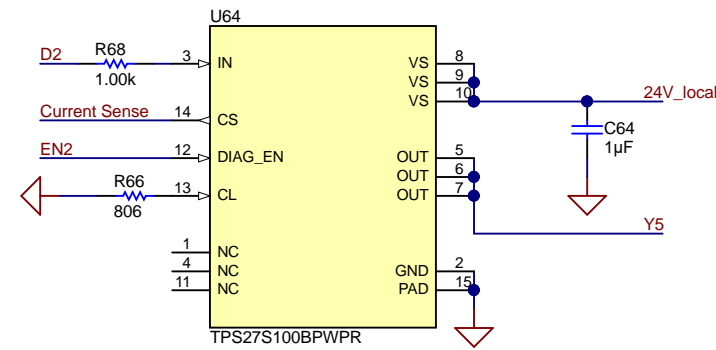 U64
D2
R68
1.00k
3
IN
VS
8
VS
9
VS
10
24V_local
Current Sense
14
CS
C64
1µF
EN2
12
DIAG_EN
OUT
5
OUT
6
OUT
7
R66
806
13
CL
Y5
1
NC
4
NC
11
NC
GND
2
PAD
15
TPS27S100BPWPR